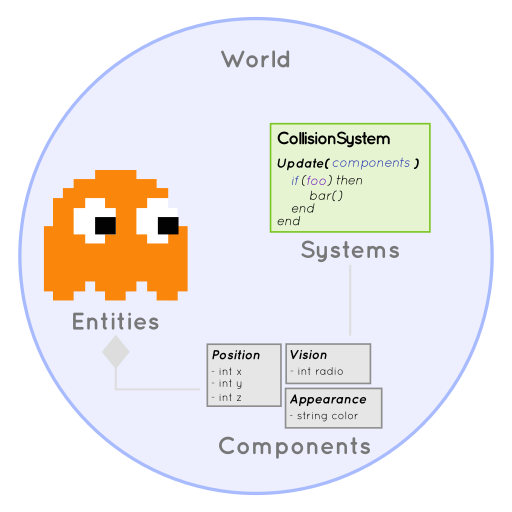 World
CollisionSystem
Update( components )
if (foo) then
bar()
end
end
Systems
Entities
Position
- int x
- int y
- int z
Vision
- int radio
Appearance
- string color
Components